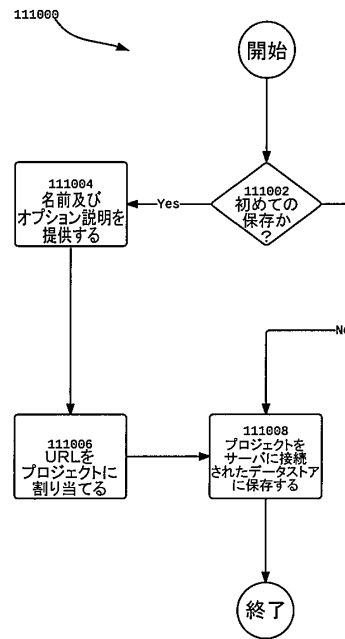 111000
開始
111002
初めての
保存か
?
Yes
111004
名前及び
オプション説明を
提供する
111006
URLを
プロジェクトに
割り当てる
No
111008
プロジェクトを
サーバに接続
されたデータストア
に保存する
終了